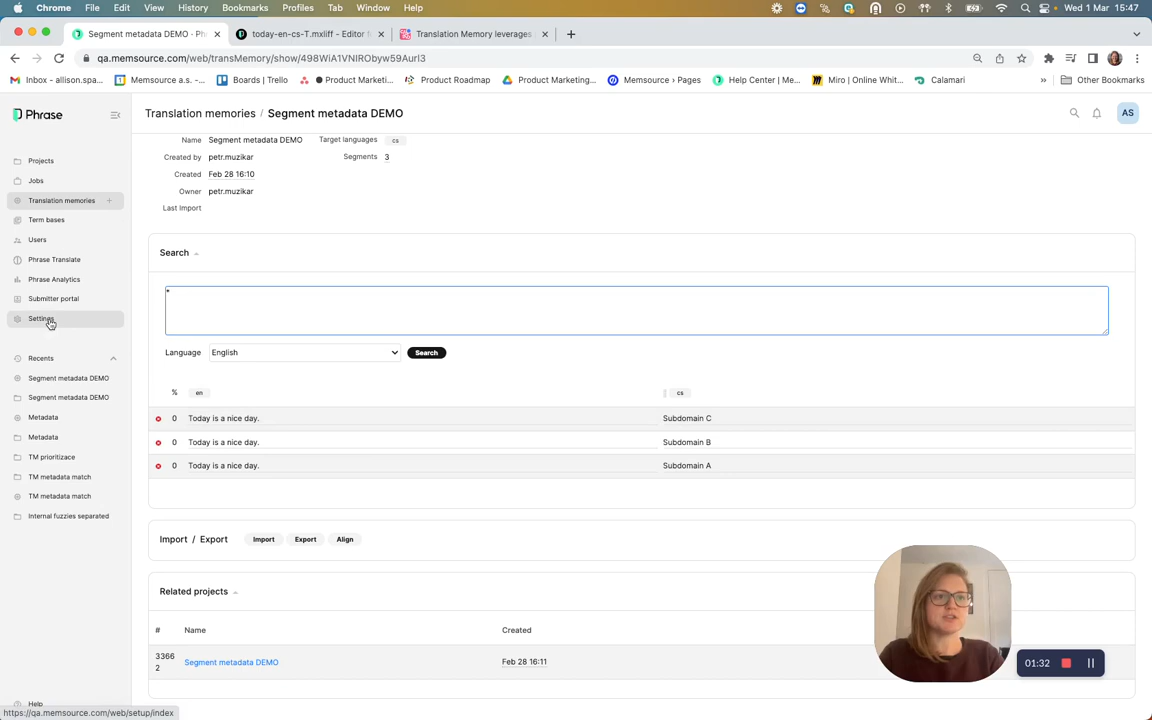 Chrome File Edit View History Bookmarks Profiles Tab Window Help Wed 1 Mar 15:47
Segment metadata DEMO - Ph
today-en-cs-T.mxliff - Editor f
Translation Memory leverages
qa.memsource.com/web/transMemory/show/498WiA1VNIRObyw59AurI3
Inbox - allison.spa... Memsource a.s. - ... Boards | Trello Product Marketi... Product Roadmap Product Marketing... Memsource > Pages Help Center | Me... Miro | Online Whit... Calamari » Other Bookmarks
Phrase
Translation memories / Segment metadata DEMO
AS
Projects
Jobs
Translation memories +
Term bases
Users
Phrase Translate
Phrase Analytics
Submitter portal
Settings
Recents
Segment metadata DEMO
Segment metadata DEMO
Metadata
Metadata
TM prioritizace
TM metadata match
TM metadata match
Internal fuzzies separated
Help
Name Segment metadata DEMO Target languages cs
Created by petr.muzikar Segments 3
Created Feb 28 16:10
Owner petr.muzikar
Last Import
Search
*
Language English Search
% en cs
0 Today is a nice day. Subdomain C
0 Today is a nice day. Subdomain B
0 Today is a nice day. Subdomain A
Import / Export Import Export Align
Related projects
# Name Created
33662 Segment metadata DEMO Feb 28 16:11
01:32
https://qa.memsource.com/web/setup/index